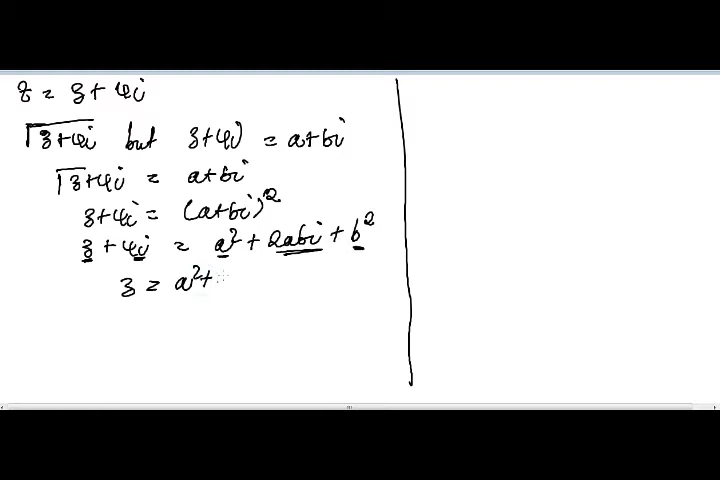 z = 3+4i
√3+4i but 3+4i = a+bi
√3+4i = a+bi
3+4i = (a+bi)²
3 + 4i = a² + 2abi + b²
3 = a²+